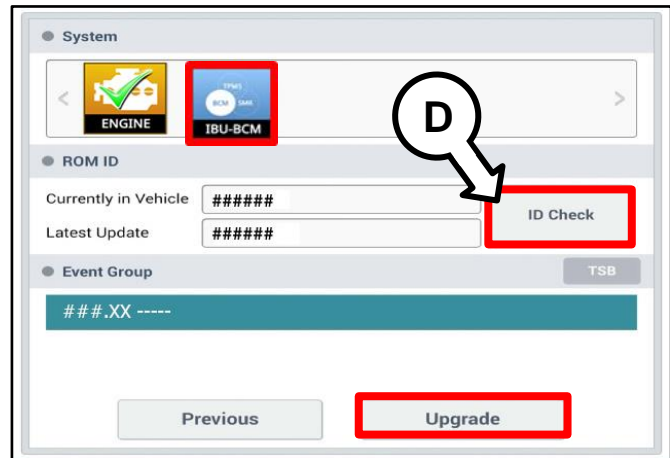 System
<
ENGINE
TPMS
BCM SMK
IBU-BCM
D
>
ROM ID
Currently in Vehicle ######
ID Check
Latest Update ######
Event Group
TSB
###.XX -----
Previous
Upgrade